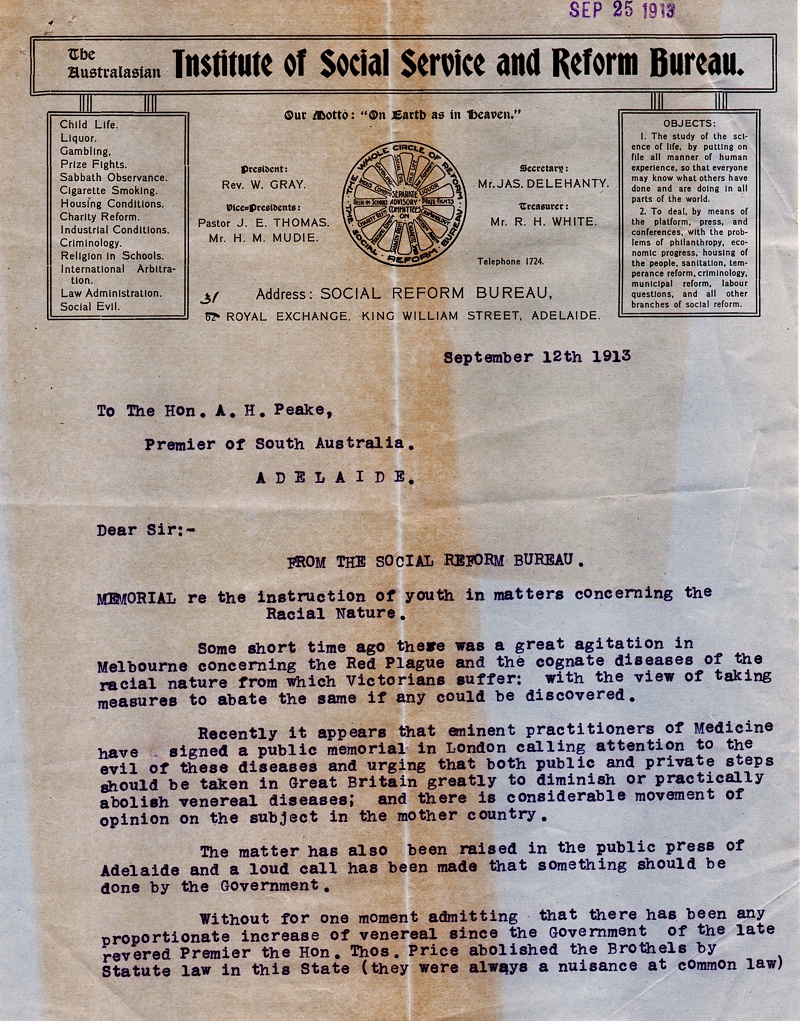 SEP 25 1913
The Australasian Institute of Social Service and Reform Bureau.
Our Motto: "On Earth as in Heaven."
Child Life.
Liquor.
Gambling,
Prize Fights.
Sabbath Observance.
Cigarette Smoking.
Housing Conditions.
Charity Reform.
Industrial Conditions.
Criminology.
Religion in Schools.
International Arbitra-
tion.
Law Administration.
Social Evil.
President:
Rev. W. GRAY.
Vice-Presidents:
Pastor J. E. THOMAS.
Mr. H. M. MUDIE.
THE WHOLE CIRCLE OF REFORM
SOCIAL REFORM BUREAU
SEPARATE
ADVISORY
COMMITTEES
ON
LIQUOR
PRIZE FIGHTS
Secretary:
Mr. JAS. DELEHANTY.
Treasurer:
Mr. R. H. WHITE.
Telephone 1724.
OBJECTS:
1. The study of the sci-
ence of life, by putting on
file all manner of human
experience, so that everyone
may know what others have
done and are doing in all
parts of the world.
2. To deal, by means of
the platform, press, and
conferences, with the prob-
lems of philanthropy, eco-
nomic progress, housing of
the people, sanitation, tem-
perance reform, criminology,
municipal reform, labour
questions, and all other
branches of social reform.
Address: SOCIAL REFORM BUREAU,
31
ROYAL EXCHANGE, KING WILLIAM STREET, ADELAIDE.
September 12th 1913
To The Hon. A. H. Peake,
Premier of South Australia.
A D E L A I D E.
Dear Sir:-
FROM THE SOCIAL REFORM BUREAU.
MEMORIAL re the instruction of youth in matters concerning the
Racial Nature.
Some short time ago there was a great agitation in
Melbourne concerning the Red Plague and the cognate diseases of the
racial nature from which Victorians suffer: with the view of taking
measures to abate the same if any could be discovered.
Recently it appears that eminent practitioners of Medicine
have signed a public memorial in London calling attention to the
evil of these diseases and urging that both public and private steps
should be taken in Great Britain greatly to diminish or practically
abolish venereal diseases; and there is considerable movement of
opinion on the subject in the mother country.
The matter has also been raised in the public press of
Adelaide and a loud call has been made that something should be
done by the Government.
Without for one moment admitting that there has been any
proportionate increase of venereal since the Government of the late
revered Premier the Hon. Thos. Price abolished the Brothels by
Statute law in this State (they were always a nuisance at common law)